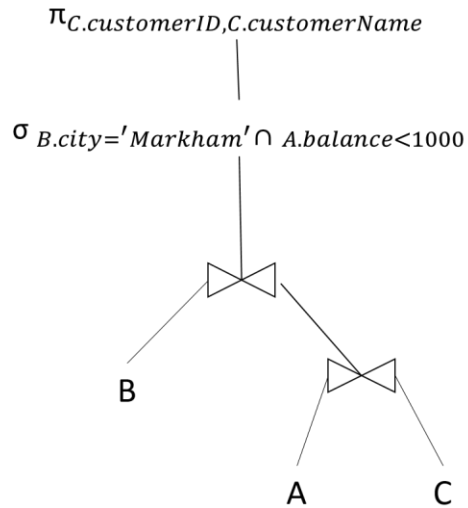 π C.customerID,C.customerName
σ B.city='Markham'∩ A.balance<1000
B
A
C